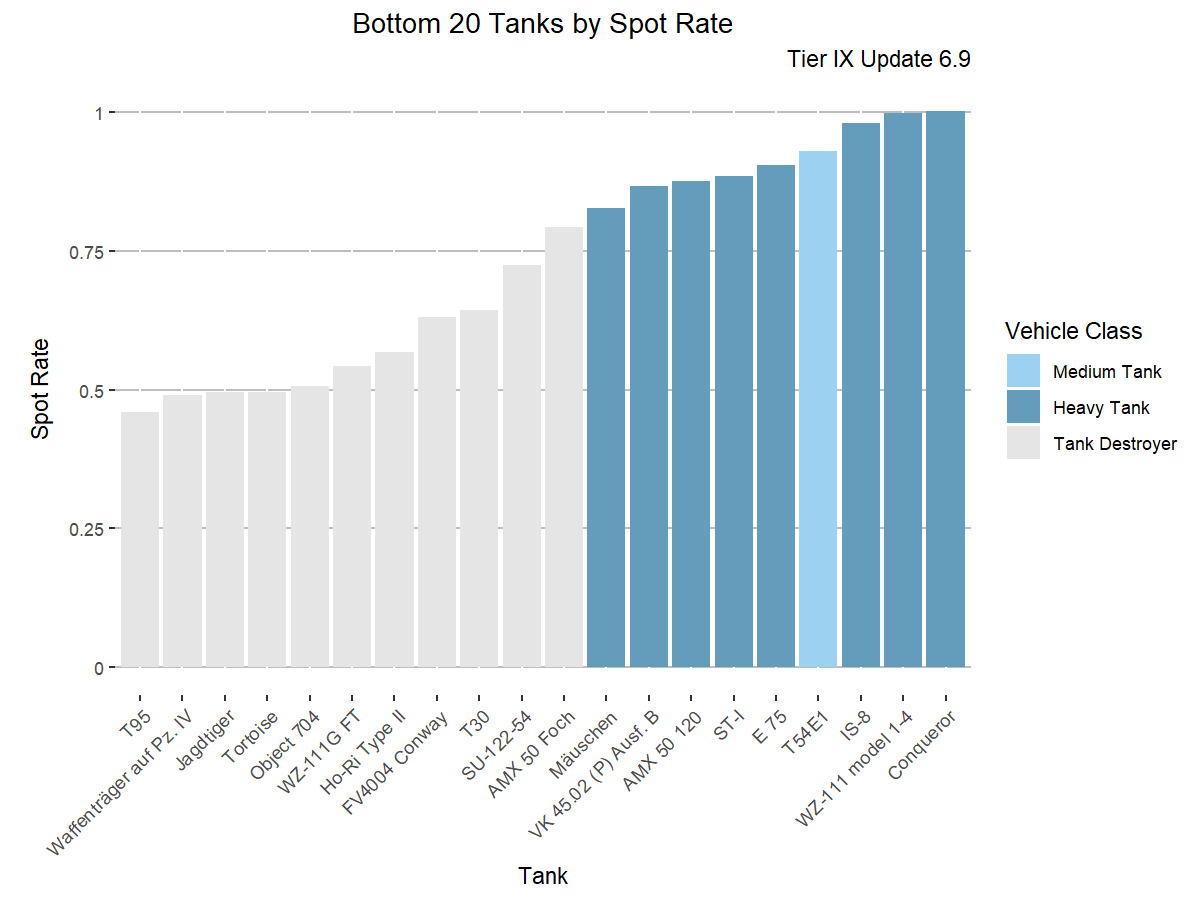 Bottom 20 Tanks by Spot Rate
Tier IX Update 6.9
1
0.75
0.5
0.25
0
Spot Rate
T95
Waffenträger auf Pz. IV
Jagdtiger
Tortoise
Object 704
WZ-111G FT
Ho-Ri Type II
FV4004 Conway
T30
SU-122-54
AMX 50 Foch
Mäuschen
VK 45.02 (P) Ausf. B
AMX 50 120
ST-I
E 75
T54E1
IS-8
WZ-111 model 1-4
Conqueror
Tank
Vehicle Class
Medium Tank
Heavy Tank
Tank Destroyer